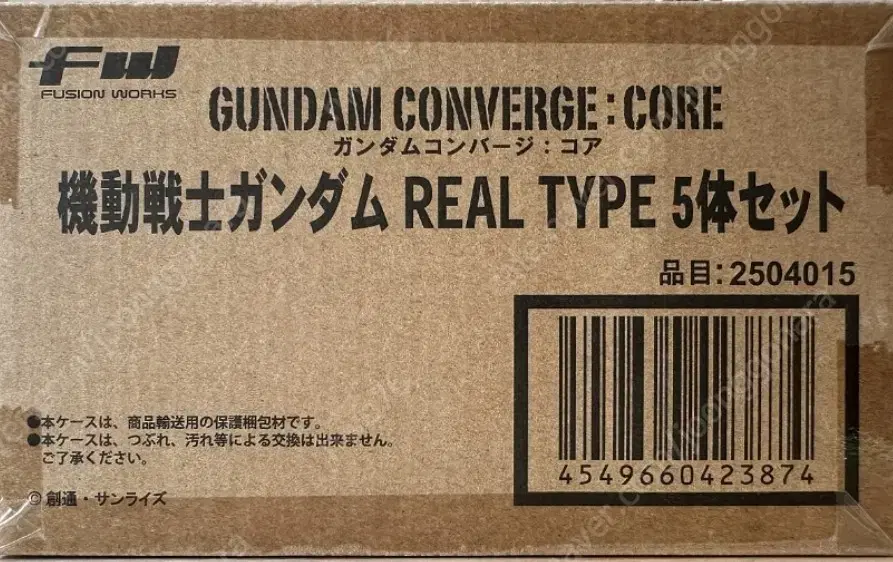 FW
FUSION WORKS
GUNDAM CONVERGE:CORE
ガンダムコンバージ:コア
機動戦士ガンダム REAL TYPE 5体セット
品目:2504015
4549660423874
●本ケースは、商品輸送用の保護梱包材です。
●本ケースは、つぶれ、汚れ等による交換は出来ません。
ご了承ください。
©創通・サンライズ